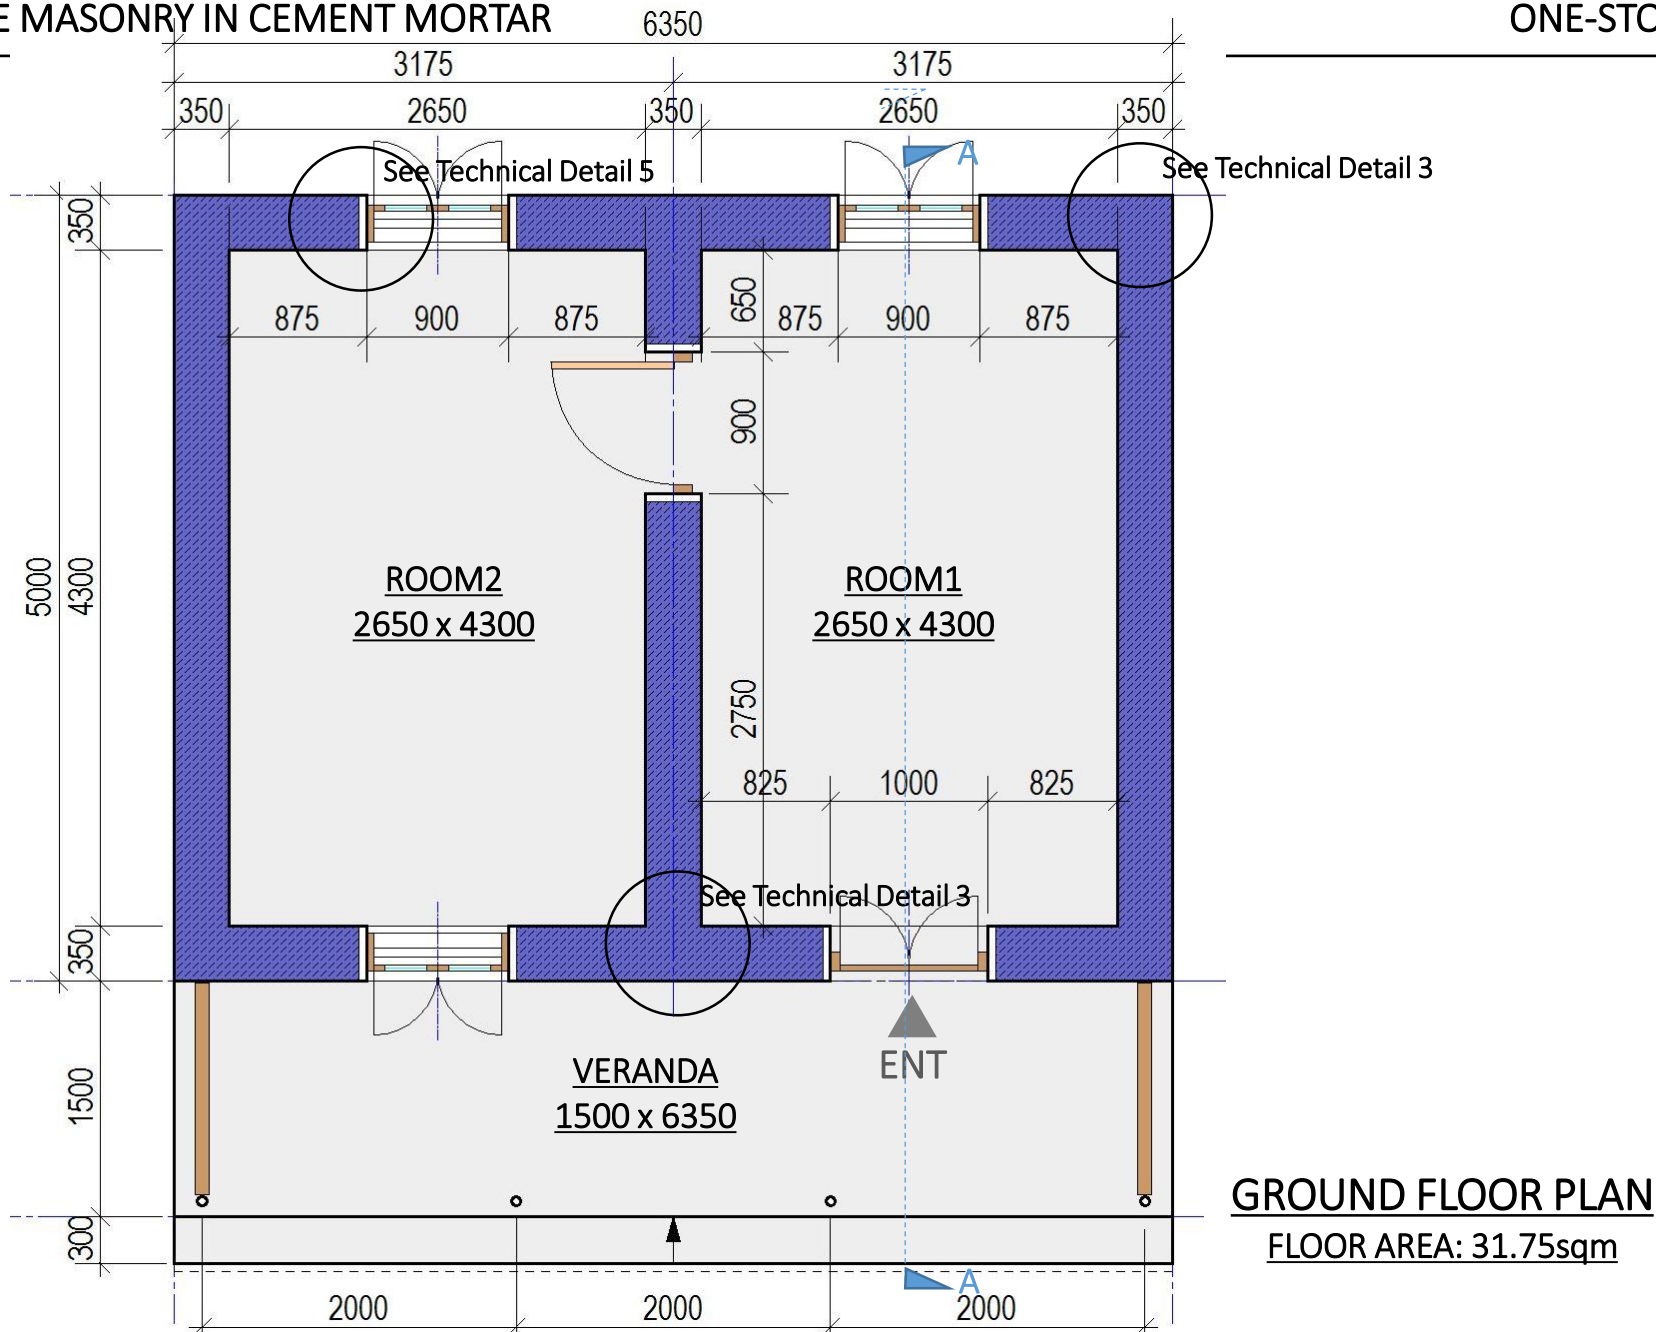 E MASONRY IN CEMENT MORTAR
ONE-STO
6350
3175
3175
350
2650
350
2650
350
A
See Technical Detail 5
See Technical Detail 3
350
875
900
875
650
875
900
875
900
5000
4300
ROOM2
2650 x 4300
ROOM1
2650 x 4300
2750
825
1000
825
See Technical Detail 3
350
ENT
VERANDA
1500 x 6350
1500
GROUND FLOOR PLAN
FLOOR AREA: 31.75sqm
300
A
2000
2000
2000